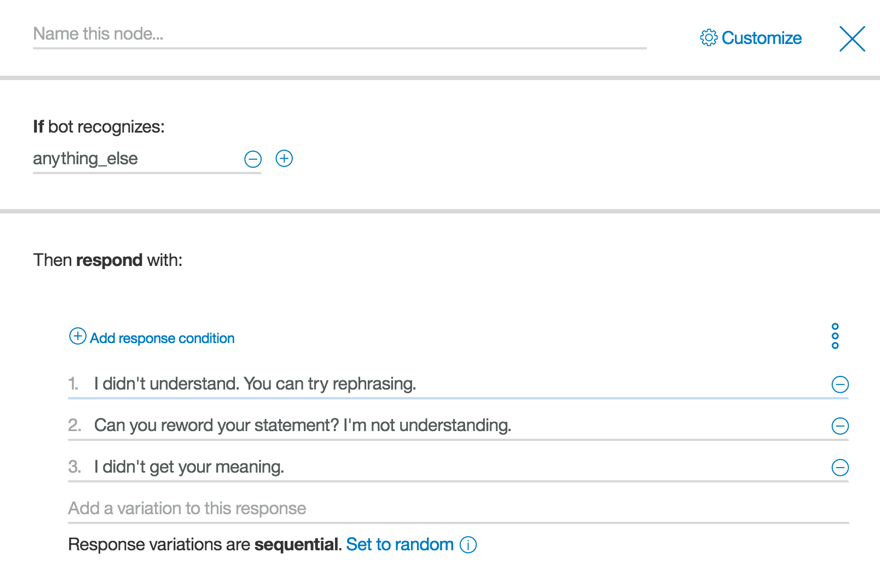 Name this node...
Customize
If bot recognizes:
anything_else
Then respond with:
Add response condition
1. I didn't understand. You can try rephrasing.
2. Can you reword your statement? I'm not understanding.
3. I didn't get your meaning.
Add a variation to this response
Response variations are sequential. Set to random